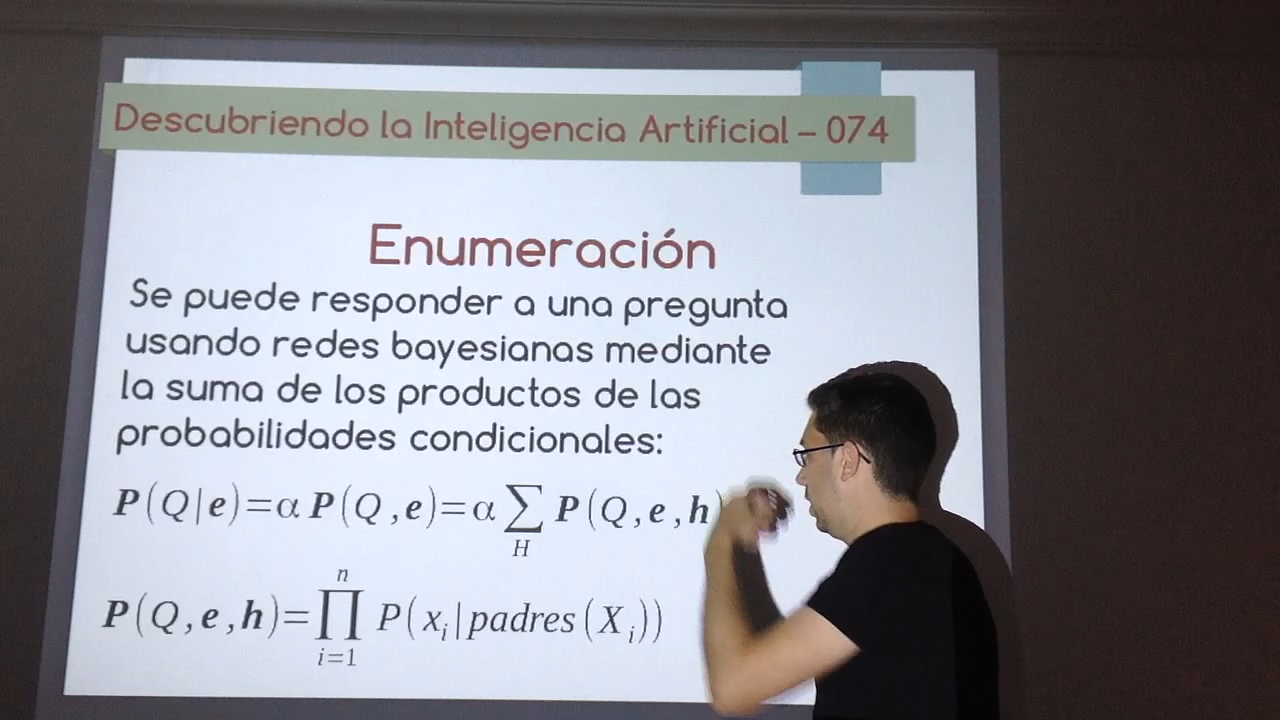 Descubriendo la Inteligencia Artificial – 074
Enumeración
Se puede responder a una pregunta
usando redes bayesianas mediante
la suma de los productos de las
probabilidades condicionales:
P(Q|e)=α P(Q,e)=α ∑ P(Q,e,h)
H
n
P(Q,e,h)=∏ P(xᵢ|padres(Xᵢ))
i=1